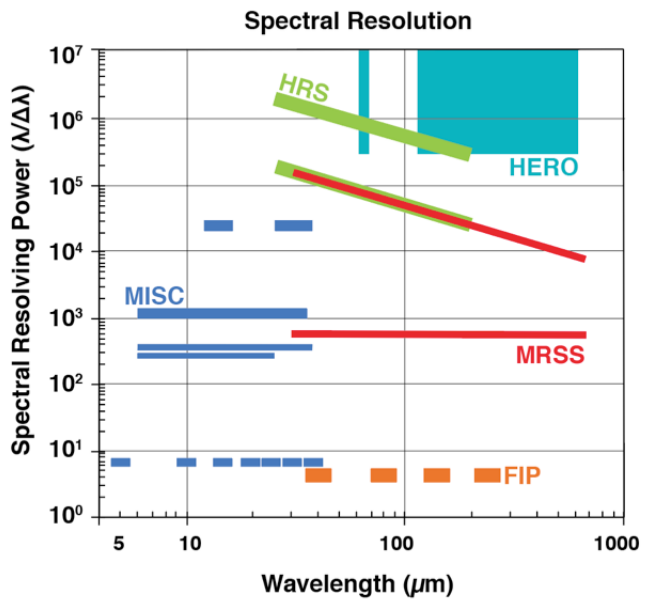 Spectral Resolution
Spectral Resolving Power (λ/Δλ)
10⁷
10⁶
10⁵
10⁴
10³
10²
10¹
10⁰
HRS
HERO
MISC
MRSS
FIP
5 10 100 1000
Wavelength (μm)